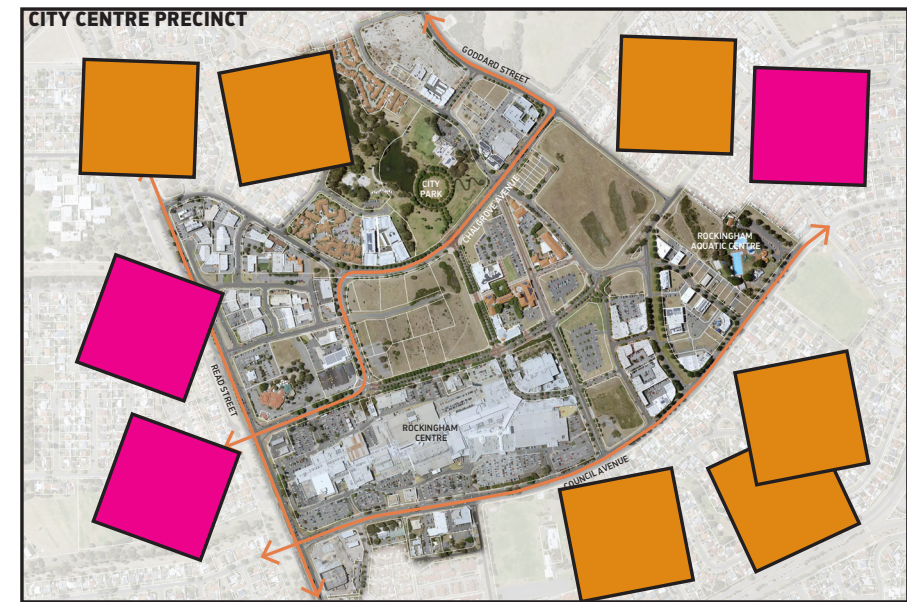 CITY CENTRE PRECINCT
GODDARD STREET
CITY
PARK
CHALGROVE AVENUE
ROCKINGHAM
AQUATIC CENTRE
READ STREET
ROCKINGHAM
CENTRE
COUNCIL AVENUE